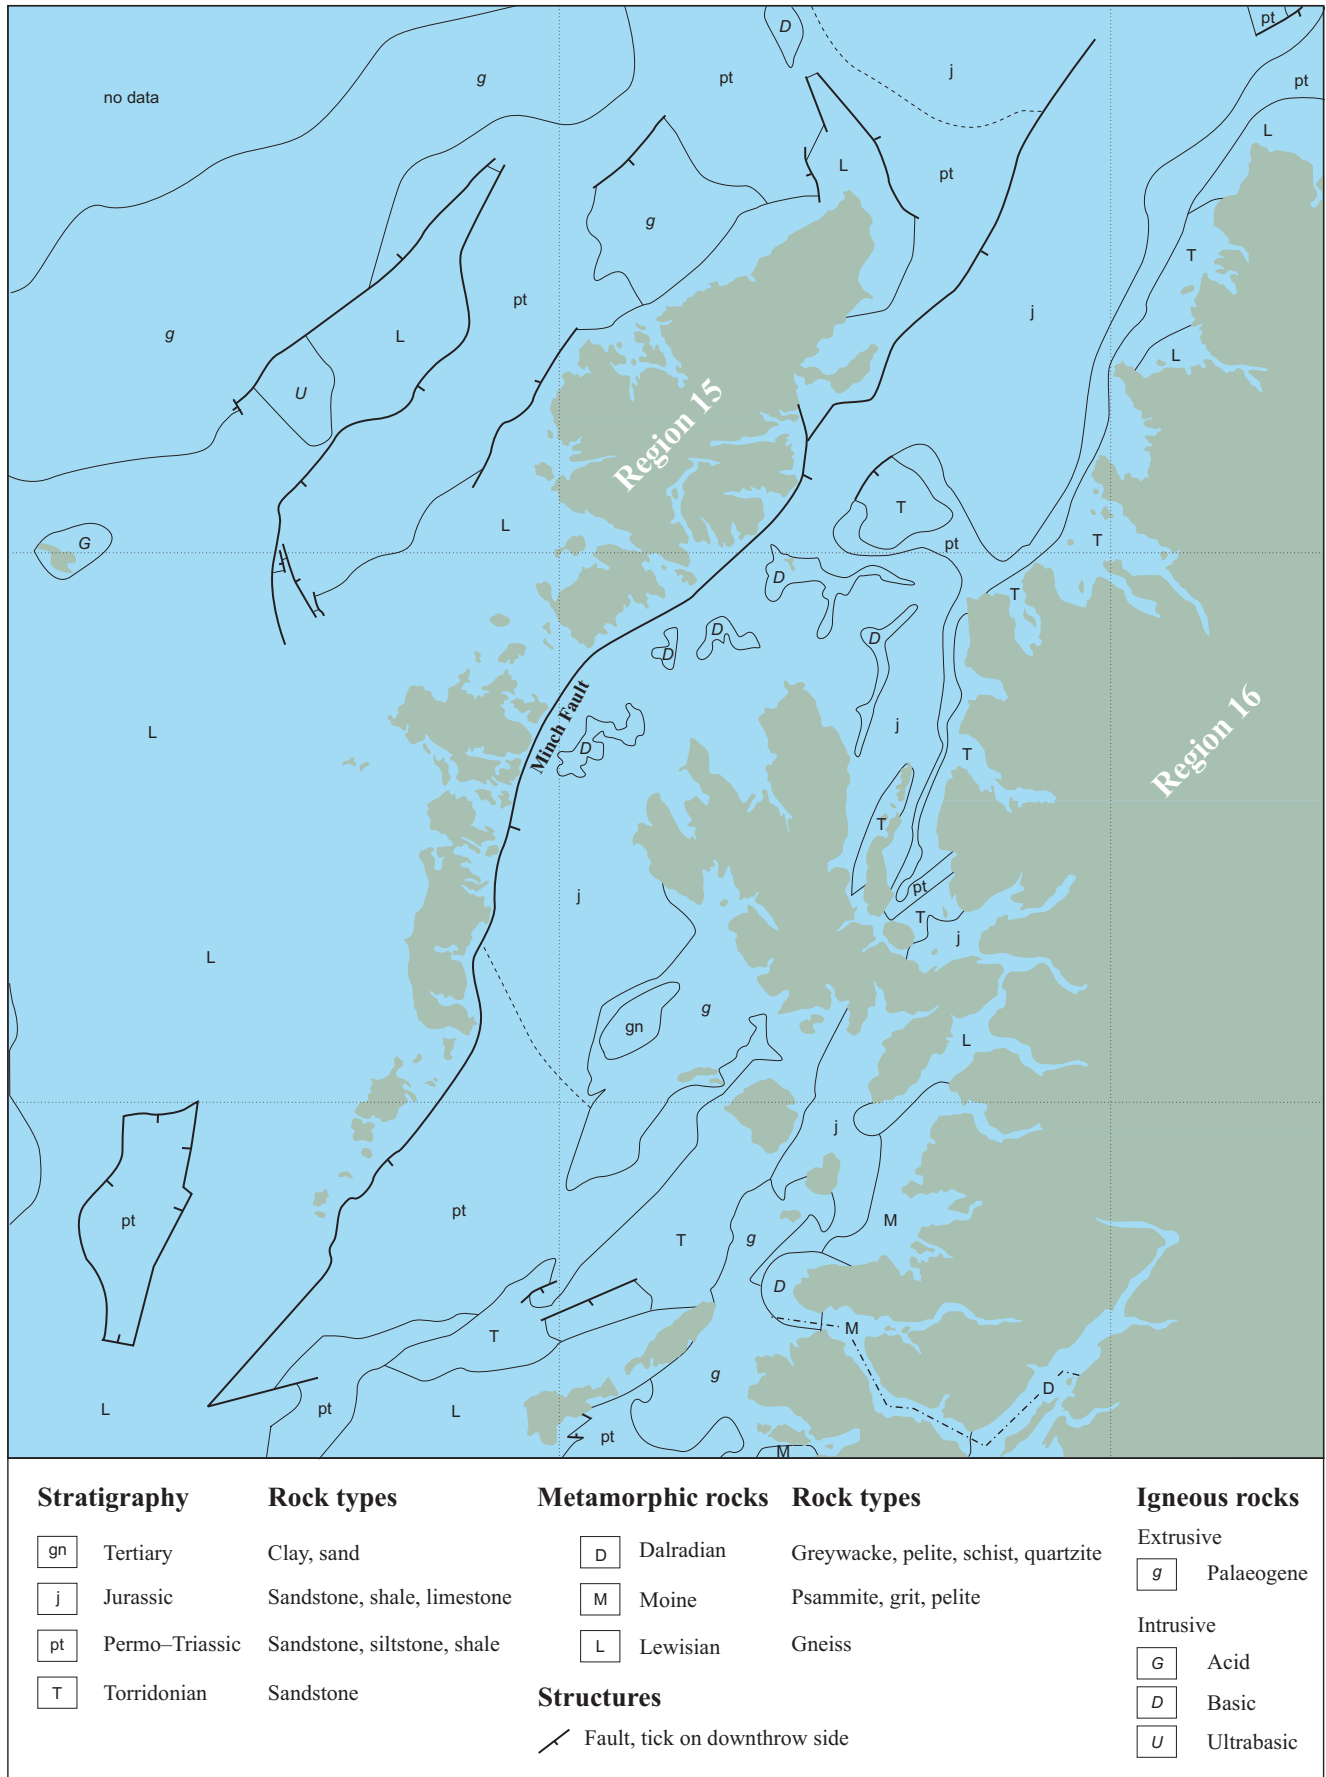 D
pt
g
j
pt
pt
no data
L
L
pt
g
T
pt
j
g
L
L
U
Region 15
T
L
G
pt
T
D
T
D
D
D
Region 16
j
L
D
T
Minch Fault
T
j
pt
T
j
L
g
gn
L
j
pt
pt
M
T
g
D
T
M
g
D
L
pt
L
pt
M
Stratigraphy Rock types Metamorphic rocks Rock types Igneous rocks
Extrusive
gn Tertiary Clay, sand D Dalradian Greywacke, pelite, schist, quartzite
g Palaeogene
j Jurassic Sandstone, shale, limestone M Moine Psammite, grit, pelite
Intrusive
pt Permo–Triassic Sandstone, siltstone, shale L Lewisian Gneiss
G Acid
T Torridonian Sandstone Structures D Basic
Fault, tick on downthrow side U Ultrabasic